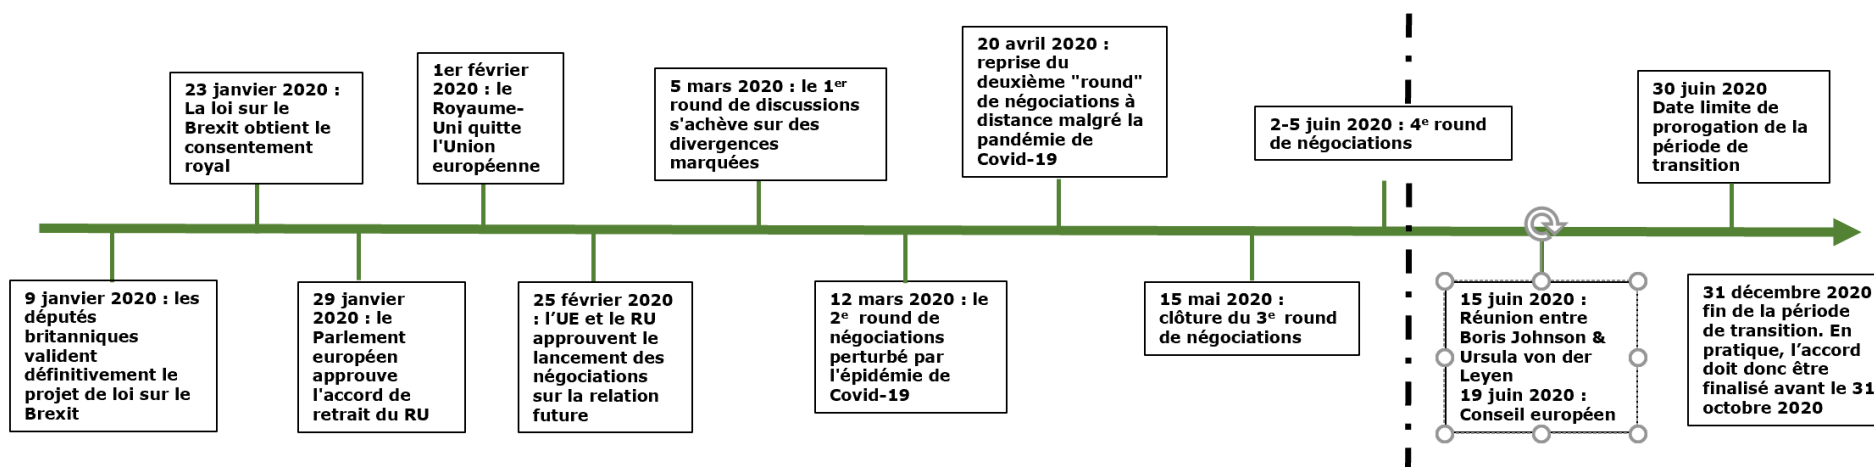 9 janvier 2020 : les
députés
britanniques
valident
définitivement le
projet de loi sur le
Brexit
23 janvier 2020 :
La loi sur le
Brexit obtient le
consentement
royal
29 janvier
2020 : le
Parlement
européen
approuve
l'accord de
retrait du RU
1er février
2020 : le
Royaume-
Uni quitte
l'Union
européenne
25 février 2020
: l’UE et le RU
approuvent le
lancement des
négociations
sur la relation
future
5 mars 2020 : le 1er
round de discussions
s'achève sur des
divergences
marquées
12 mars 2020 : le
2e round de
négociations
perturbé par
l'épidémie de
Covid-19
20 avril 2020 :
reprise du
deuxième "round"
de négociations à
distance malgré la
pandémie de
Covid-19
15 mai 2020 :
clôture du 3e round
de négociations
2-5 juin 2020 : 4e round
de négociations
15 juin 2020 :
Réunion entre
Boris Johnson &
Ursula von der
Leyen
19 juin 2020 :
Conseil européen
30 juin 2020
Date limite de
prorogation de la
période de
transition
31 décembre 2020
fin de la période
de transition. En
pratique, l’accord
doit donc être
finalisé avant le 31
octobre 2020